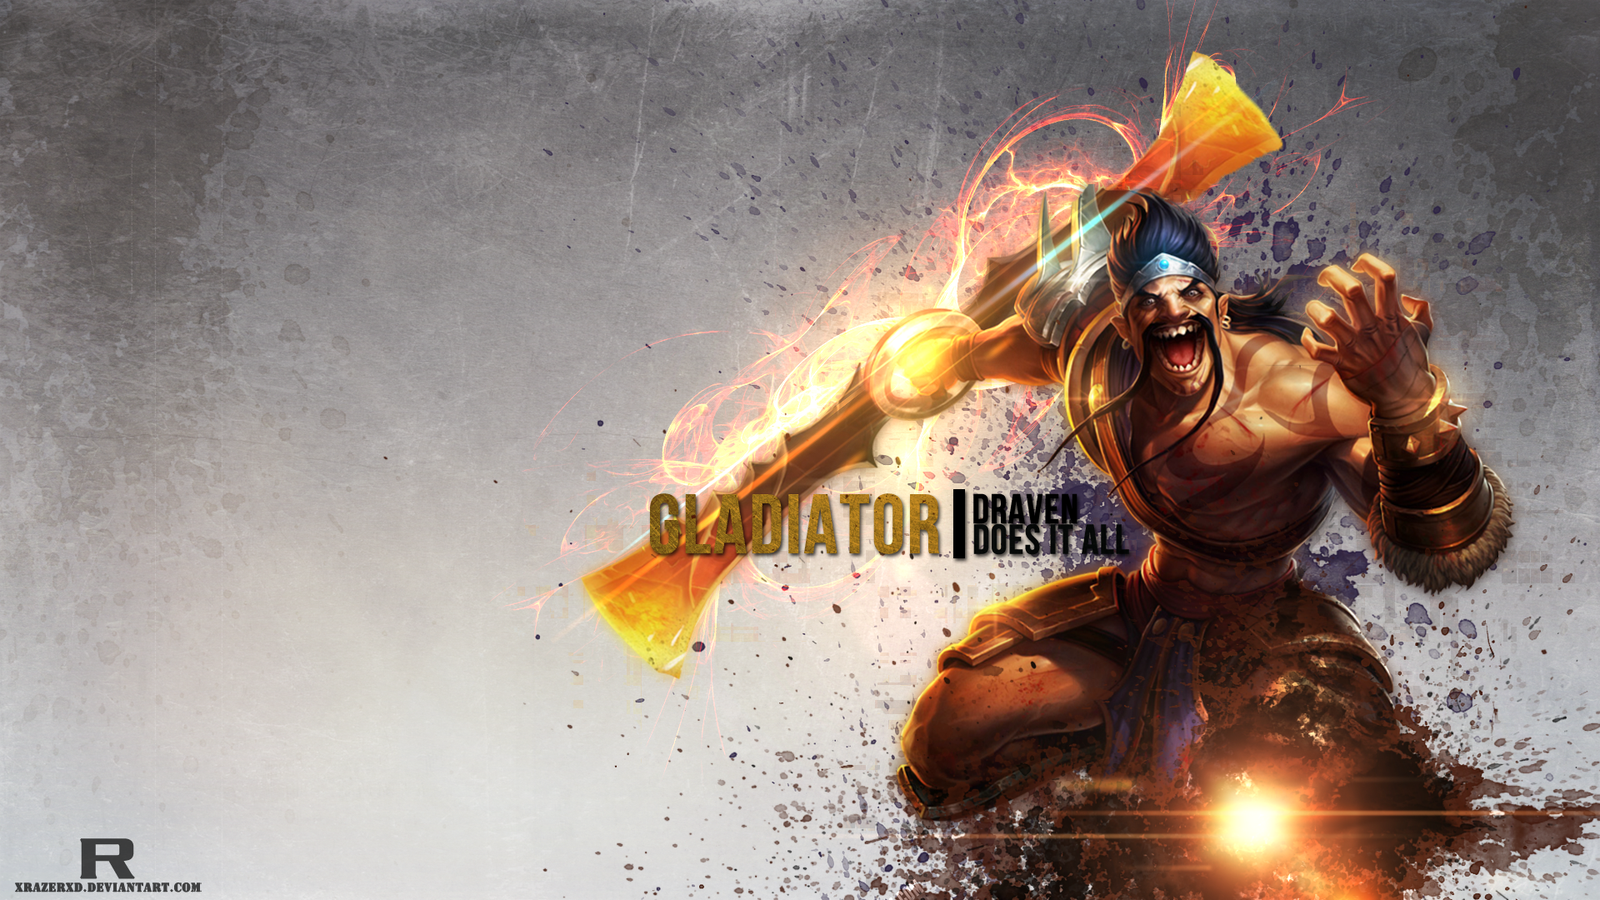 GLADIATOR
DRAVEN
DOES IT ALL
R
XRAZERXD.DEVIANTART.COM